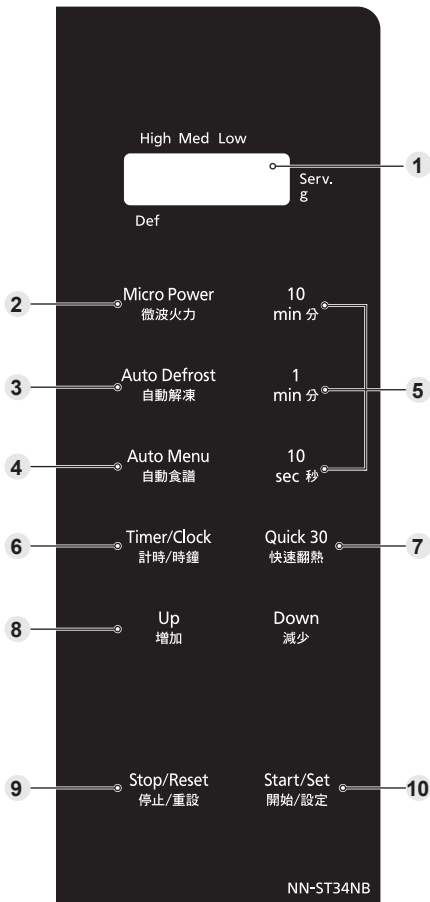 High Med Low
1
Serv.
g
Def
2
Micro Power
微波火力
10
min 分
3
Auto Defrost
自動解凍
1
min 分
5
4
Auto Menu
自動食譜
10
sec 秒
6
Timer/Clock
計時/時鐘
Quick 30
快速翻熱
7
8
Up
增加
Down
減少
9
Stop/Reset
停止/重設
Start/Set
開始/設定
10
NN-ST34NB